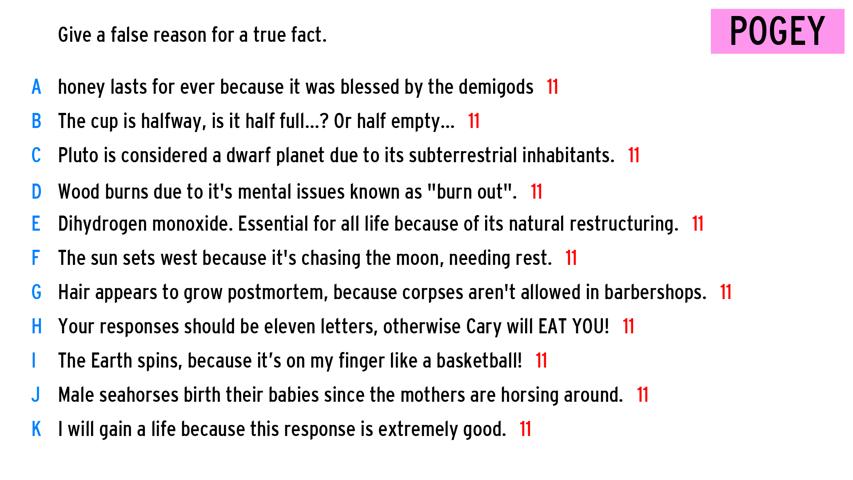 Give a false reason for a true fact.
POGEY
A honey lasts for ever because it was blessed by the demigods 11
B The cup is halfway, is it half full...? Or half empty... 11
C Pluto is considered a dwarf planet due to its subterrestrial inhabitants. 11
D Wood burns due to it's mental issues known as "burn out". 11
E Dihydrogen monoxide. Essential for all life because of its natural restructuring. 11
F The sun sets west because it's chasing the moon, needing rest. 11
G Hair appears to grow postmortem, because corpses aren't allowed in barbershops. 11
H Your responses should be eleven letters, otherwise Cary will EAT YOU! 11
I The Earth spins, because it’s on my finger like a basketball! 11
J Male seahorses birth their babies since the mothers are horsing around. 11
K I will gain a life because this response is extremely good. 11